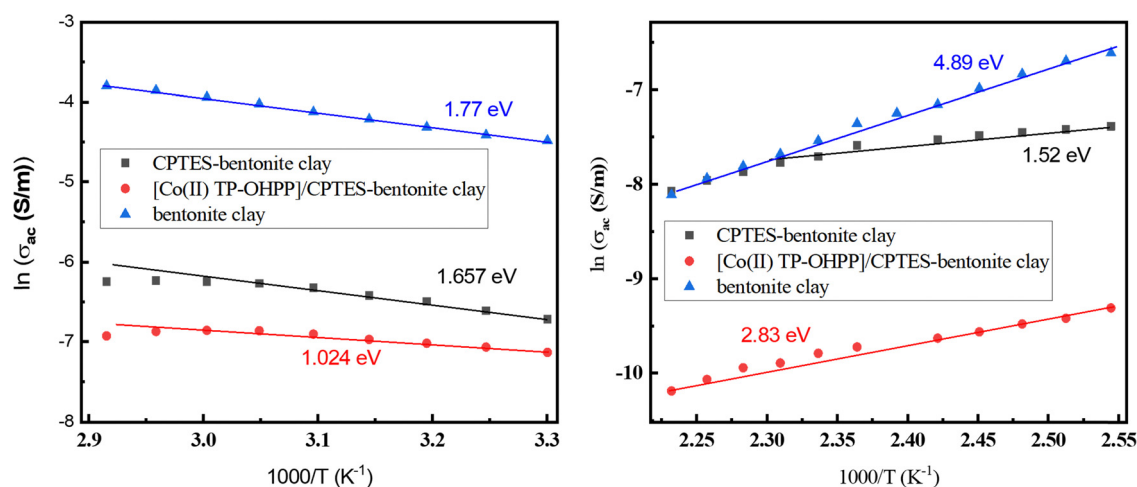 -3
-4
-5
-6
-7
-8
ln (σac (S/m))
1.77 eV
CPTES-bentonite clay
[Co(II) TP-OHPP]/CPTES-bentonite clay
bentonite clay
1.657 eV
1.024 eV
2.9 3.0 3.1 3.2 3.3
1000/T (K-1)
-7
-8
-9
-10
ln (σac (S/m))
4.89 eV
1.52 eV
CPTES-bentonite clay
[Co(II) TP-OHPP]/CPTES-bentonite clay
bentonite clay
2.83 eV
2.25 2.30 2.35 2.40 2.45 2.50 2.55
1000/T (K-1)